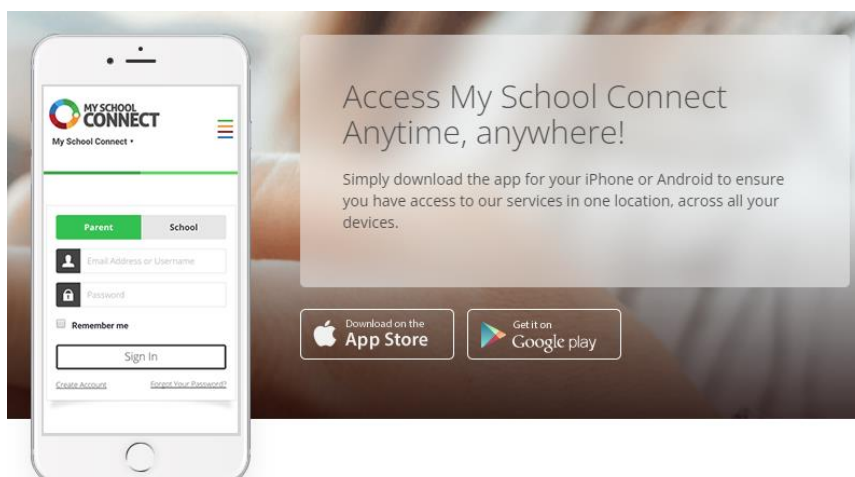 MY SCHOOL
CONNECT
My School Connect
Parent
School
Email Address or Username
Password
Remember me
Sign In
Create Account
Forgot Your Password?
Access My School Connect
Anytime, anywhere!
Simply download the app for your iPhone or Android to ensure
you have access to our services in one location, across all your
devices.
Download on the
App Store
Get it on
Google play